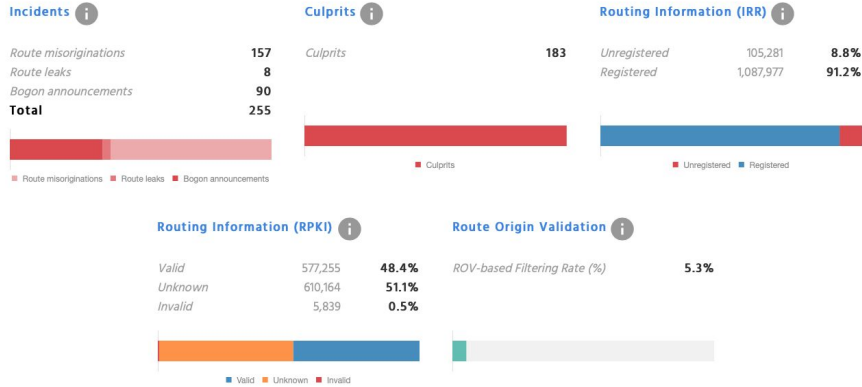 Incidents i
Route misoriginations 157
Route leaks 8
Bogon announcements 90
Total 255
Route misoriginations Route leaks Bogon announcements
Culprits i
Culprits 183
Culprits
Routing Information (IRR) i
Unregistered 105,281 8.8%
Registered 1,087,977 91.2%
Unregistered Registered
Routing Information (RPKI) i
Valid 577,255 48.4%
Unknown 610,164 51.1%
Invalid 5,839 0.5%
Valid Unknown Invalid
Route Origin Validation i
ROV-based Filtering Rate (%) 5.3%